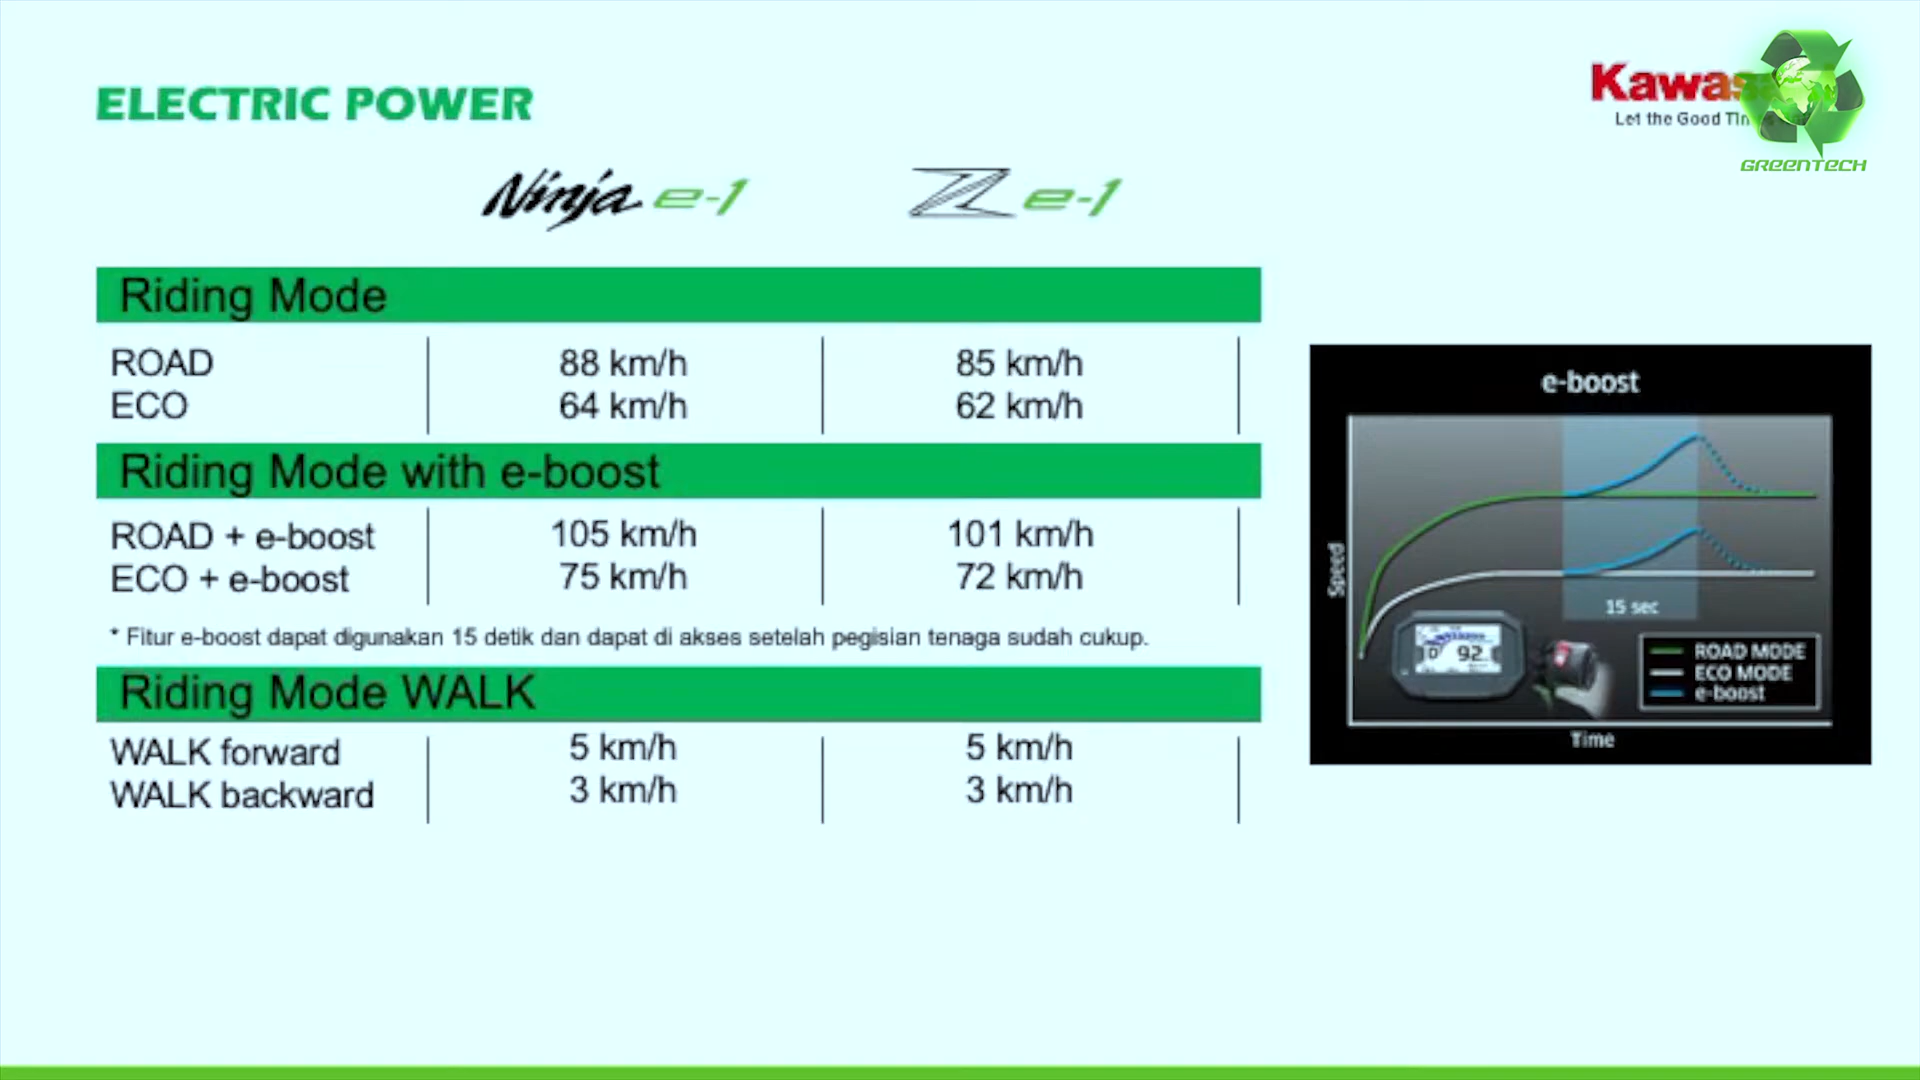 ELECTRIC POWER
Kawas
Let the Good Tim
GREENTECH
Ninja e-1
Z e-1
Riding Mode
ROAD 88 km/h 85 km/h
ECO 64 km/h 62 km/h
Riding Mode with e-boost
ROAD + e-boost 105 km/h 101 km/h
ECO + e-boost 75 km/h 72 km/h
* Fitur e-boost dapat digunakan 15 detik dan dapat di akses setelah pegisian tenaga sudah cukup.
Riding Mode WALK
WALK forward 5 km/h 5 km/h
WALK backward 3 km/h 3 km/h
e-boost
Speed
15 sec
D 92
ROAD MODE
ECO MODE
e-boost
Time